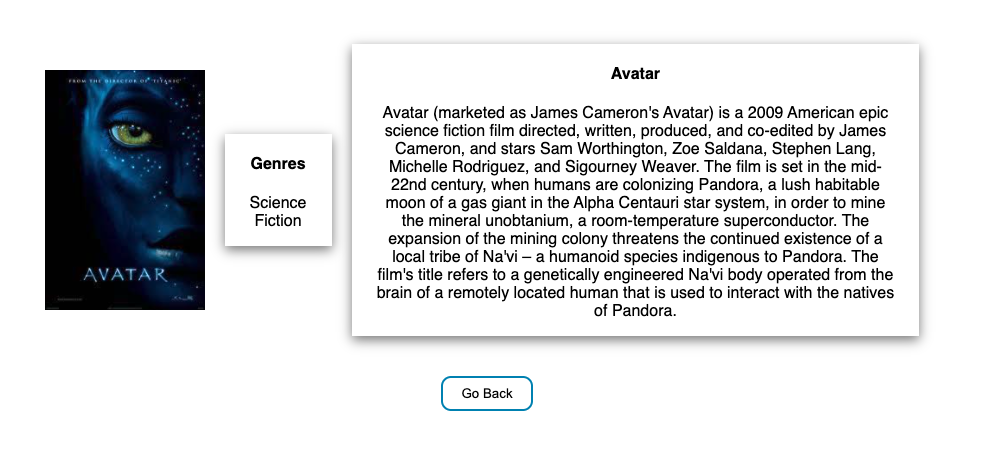 FROM THE DIRECTOR OF "TITANIC"
AVATAR
Genres
Science
Fiction
Avatar
Avatar (marketed as James Cameron's Avatar) is a 2009 American epic
science fiction film directed, written, produced, and co-edited by James
Cameron, and stars Sam Worthington, Zoe Saldana, Stephen Lang,
Michelle Rodriguez, and Sigourney Weaver. The film is set in the mid-
22nd century, when humans are colonizing Pandora, a lush habitable
moon of a gas giant in the Alpha Centauri star system, in order to mine
the mineral unobtanium, a room-temperature superconductor. The
expansion of the mining colony threatens the continued existence of a
local tribe of Na'vi – a humanoid species indigenous to Pandora. The
film's title refers to a genetically engineered Na'vi body operated from the
brain of a remotely located human that is used to interact with the natives
of Pandora.
Go Back